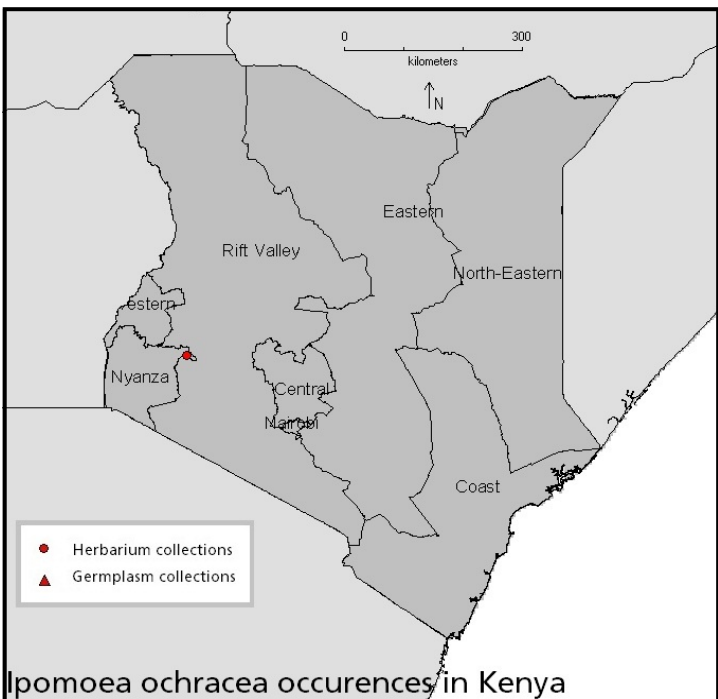 0 300
kilometers
N
Eastern
Rift Valley
North-Eastern
estern
Nyanza
Central
Nairobi
Coast
Herbarium collections
Germplasm collections
Ipomoea ochracea occurences in Kenya